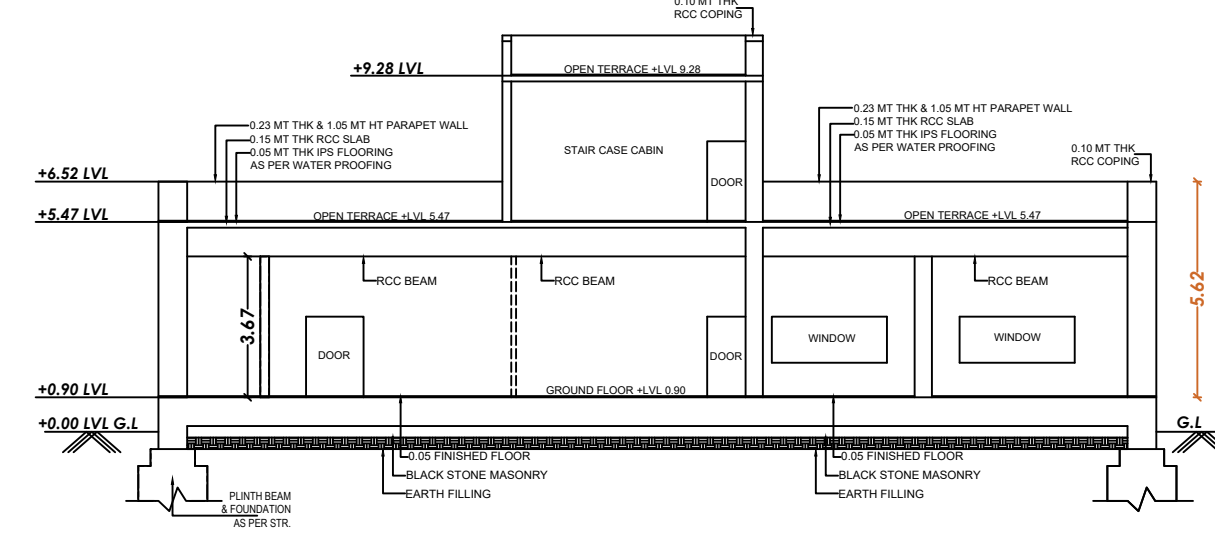 0.10 MT THK
RCC COPING
+9.28 LVL
OPEN TERRACE +LVL 9.28
0.23 MT THK & 1.05 MT HT PARAPET WALL
0.15 MT THK RCC SLAB
0.05 MT THK IPS FLOORING
AS PER WATER PROOFING
STAIR CASE CABIN
DOOR
0.23 MT THK & 1.05 MT HT PARAPET WALL
0.15 MT THK RCC SLAB
0.05 MT THK IPS FLOORING
AS PER WATER PROOFING
0.10 MT THK
RCC COPING
+6.52 LVL
+5.47 LVL
OPEN TERRACE +LVL 5.47
OPEN TERRACE +LVL 5.47
RCC BEAM
RCC BEAM
RCC BEAM
5.62
3.67
DOOR
DOOR
WINDOW
WINDOW
+0.90 LVL
GROUND FLOOR +LVL 0.90
+0.00 LVL G.L
G.L
0.05 FINISHED FLOOR
BLACK STONE MASONRY
EARTH FILLING
0.05 FINISHED FLOOR
BLACK STONE MASONRY
EARTH FILLING
PLINTH BEAM
& FOUNDATION
AS PER STR.